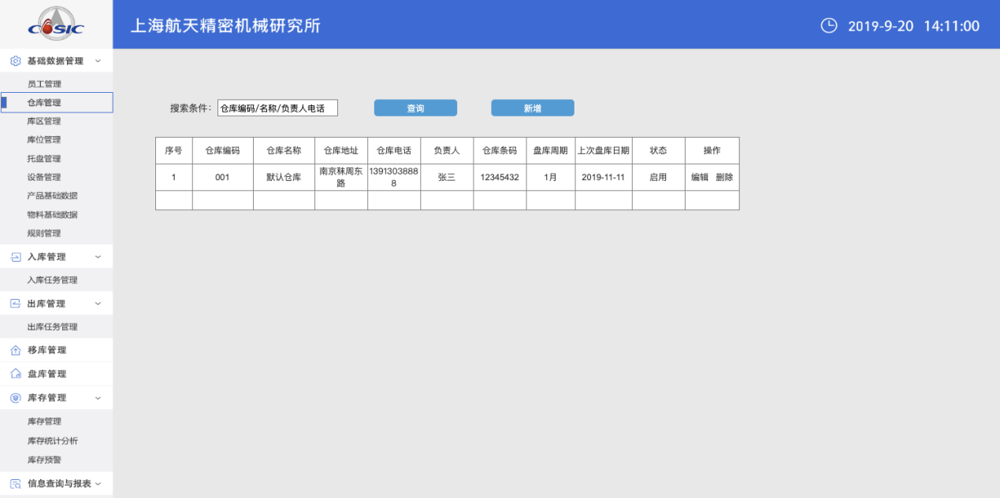 COSIC
上海航天精密机械研究所
2019-9-20 14:11:00
基础数据管理
员工管理
仓库管理
库区管理
库位管理
托盘管理
设备管理
产品基础数据
物料基础数据
规则管理
入库管理
入库任务管理
出库管理
出库任务管理
移库管理
盘库管理
库存管理
库存管理
库存统计分析
库存预警
信息查询与报表
搜索条件: 仓库编码/名称/负责人电话 查询 新增
序号 仓库编码 仓库名称 仓库地址 仓库电话 负责人 仓库条码 盘库周期 上次盘库日期 状态 操作
1 001 默认仓库 南京秣周东路 13913038888 张三 12345432 1月 2019-11-11 启用 编辑 删除